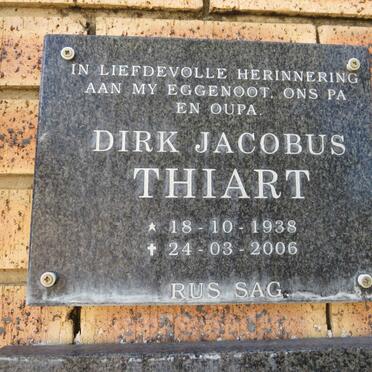 IN LIEFDEVOLLE HERINNERING
AAN MY EGGENOOT, ONS PA
EN OUPA.
DIRK JACOBUS
THIART
★ 18-10-1938
✝ 24-03-2006
RUS SAG.